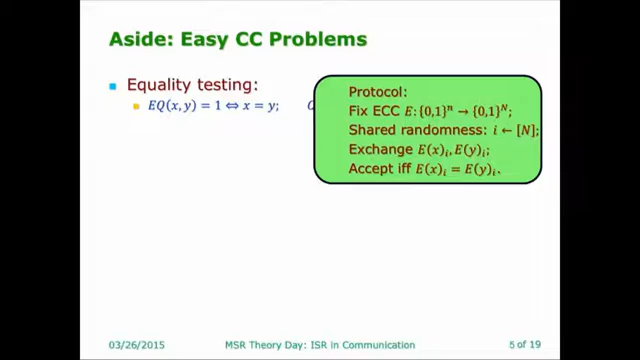 Aside: Easy CC Problems
Equality testing:
EQ(x, y) = 1 ⇔ x = y;
Protocol:
Fix ECC E: {0,1}ⁿ → {0,1}ᴺ;
Shared randomness: i ← [N];
Exchange E(x)ᵢ, E(y)ᵢ;
Accept iff E(x)ᵢ = E(y)ᵢ.
03/26/2015
MSR Theory Day: ISR in Communication
5 of 19